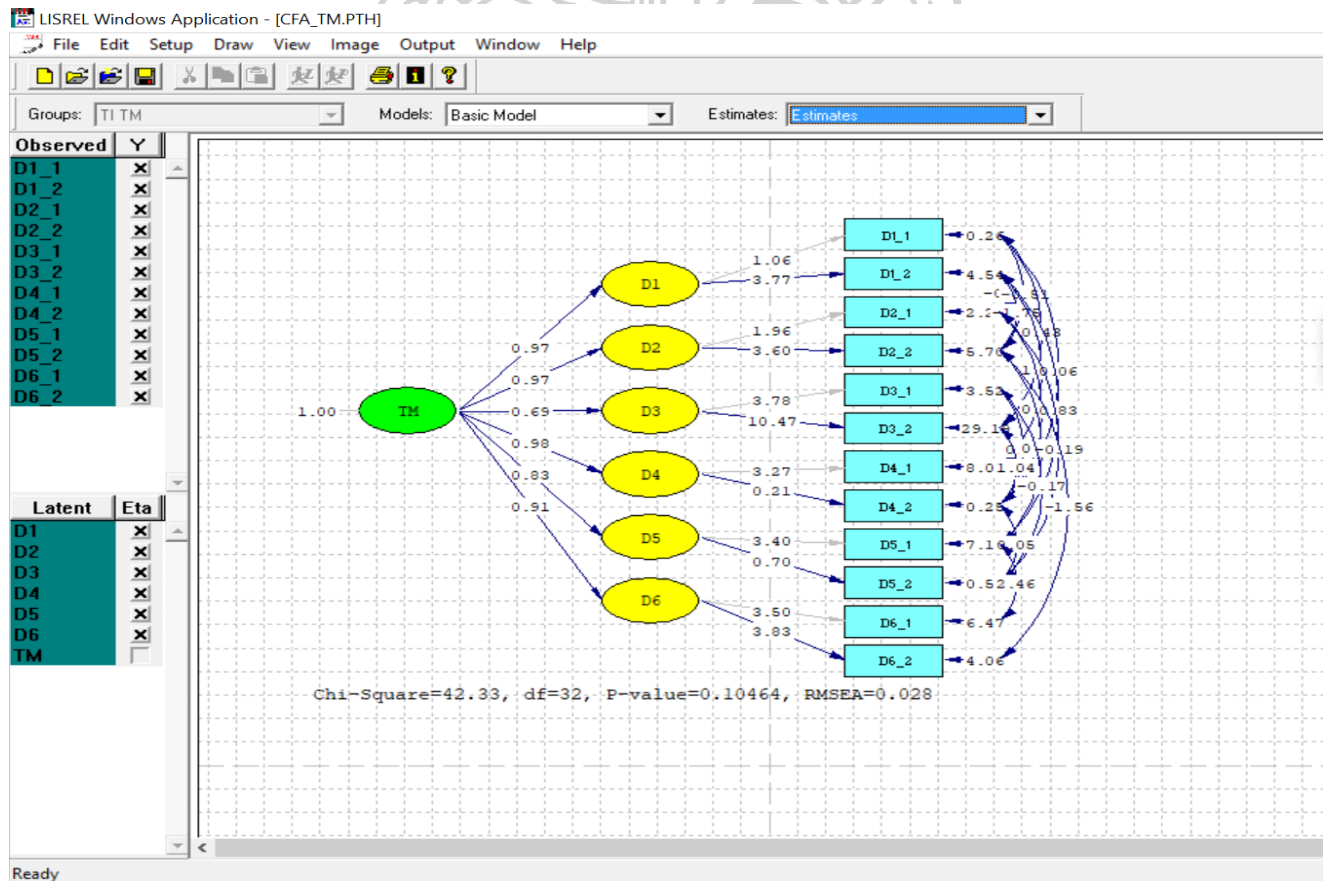 LISREL Windows Application - [CFA_TM.PTH]
File Edit Setup Draw View Image Output Window Help
Groups: TI TM Models: Basic Model Estimates: Estimates
Observed Y
D1_1
D1_2
D2_1
D2_2
D3_1
D3_2
D4_1
D4_2
D5_1
D5_2
D6_1
D6_2
Latent Eta
D1
D2
D3
D4
D5
D6
TM
1.00 TM
0.97
0.97
0.69
0.98
0.83
0.91
D1
D2
D3
D4
D5
D6
1.06
3.77
1.96
3.60
3.78
10.47
3.27
0.21
3.40
0.70
3.50
3.83
D1_1 0.26
D1_2 4.54
D2_1
D2_2 5.70
D3_1 3.53
D3_2
D4_1
D4_2
D5_1
D5_2
D6_1 6.47
D6_2 4.06
-0.17
-1.56
Chi-Square=42.33, df=32, P-value=0.10464, RMSEA=0.028
Ready